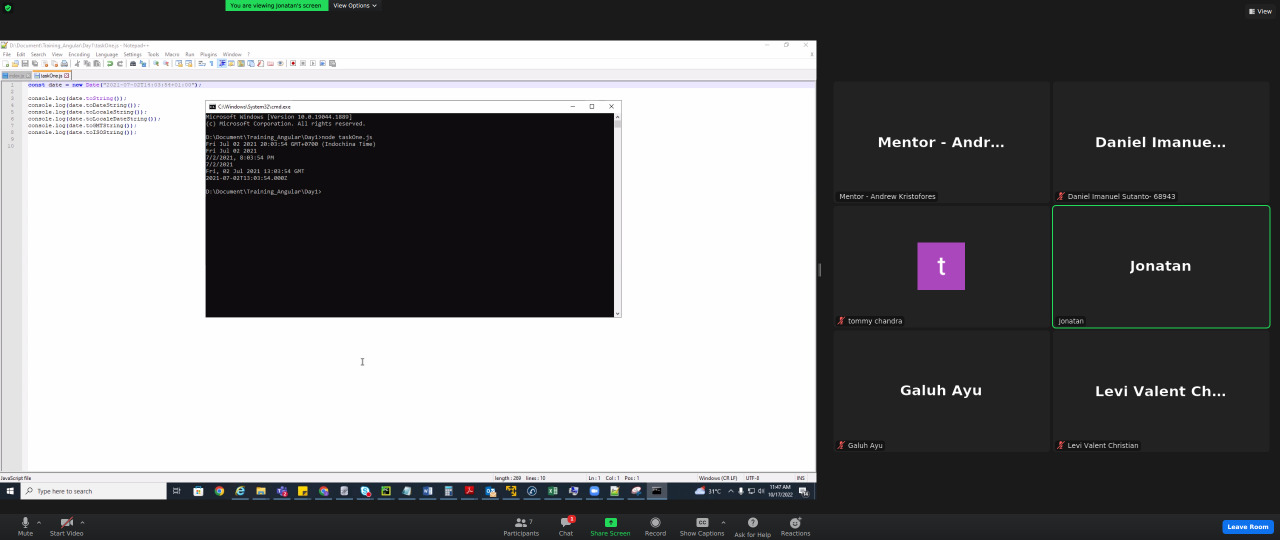 You are viewing Jonatan's screen
View Options
View
D:\Document\Training_Angular\Day1\taskOne.js - Notepad++
File Edit Search View Encoding Language Settings Tools Macro Run Plugins Window ?
taskOne.js
1 const date = new Date("2021-07-02T14:03:54+01:00");
2
3 console.log(date.toString());
4 console.log(date.toDateString());
5 console.log(date.toLocaleString());
6 console.log(date.toLocaleDateString());
7 console.log(date.toGMTString());
8 console.log(date.toISOString());
9
10
C:\Windows\System32\cmd.exe
Microsoft Windows [Version 10.0.19044.1889]
(c) Microsoft Corporation. All rights reserved.
D:\Document\Training_Angular\Day1>node taskOne.js
Fri Jul 02 2021 20:03:54 GMT+0700 (Indochina Time)
Fri Jul 02 2021
7/2/2021, 8:03:54 PM
7/2/2021
Fri, 02 Jul 2021 13:03:54 GMT
2021-07-02T13:03:54.000Z
D:\Document\Training_Angular\Day1>
Mentor - Andr...
Mentor - Andrew Kristofores
Daniel Imanue...
Daniel Imanuel Sutanto- 68943
t
tommy chandra
Jonatan
Jonatan
Galuh Ayu
Galuh Ayu
Levi Valent Ch...
Levi Valent Christian
JavaScript file
length : 269 lines : 10
Ln : 1 Col : 1 Pos : 1
Windows (CR LF)
UTF-8
INS
Type here to search
31°C
11:47 AM
10/17/2022
Mute
Start Video
Participants
7
Chat
Share Screen
Record
CC
Show Captions
Ask for Help
Reactions
Leave Room